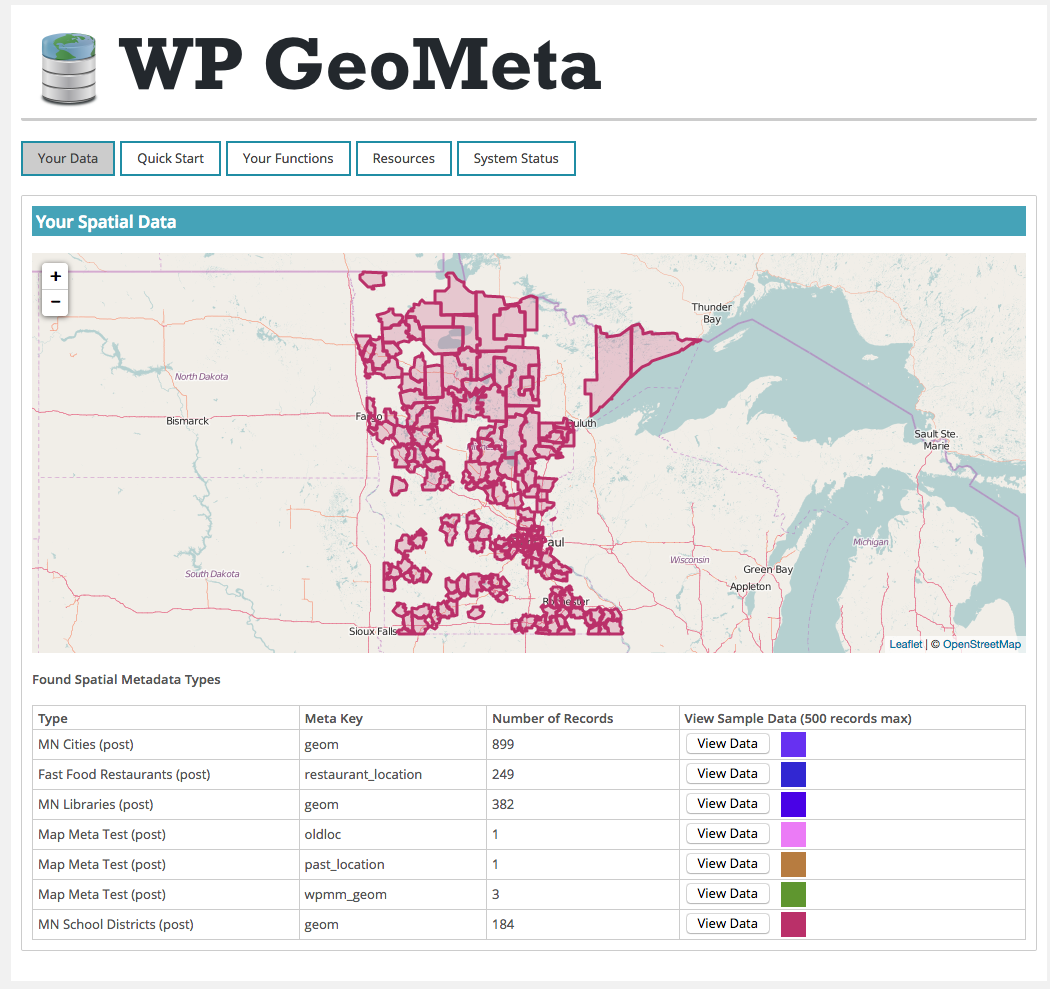 WP GeoMeta
Your Data Quick Start Your Functions Resources System Status
Your Spatial Data
+
−
Thunder
Bay
North Dakota
Fargo
Bismarck
Duluth
Sault Ste.
Marie
Paul
Michigan
Wisconsin
Green Bay
South Dakota
Appleton
Rochester
Sioux Falls
Leaflet | © OpenStreetMap
Found Spatial Metadata Types
Type Meta Key Number of Records View Sample Data (500 records max)
MN Cities (post) geom 899 View Data
Fast Food Restaurants (post) restaurant_location 249 View Data
MN Libraries (post) geom 382 View Data
Map Meta Test (post) oldloc 1 View Data
Map Meta Test (post) past_location 1 View Data
Map Meta Test (post) wpmm_geom 3 View Data
MN School Districts (post) geom 184 View Data